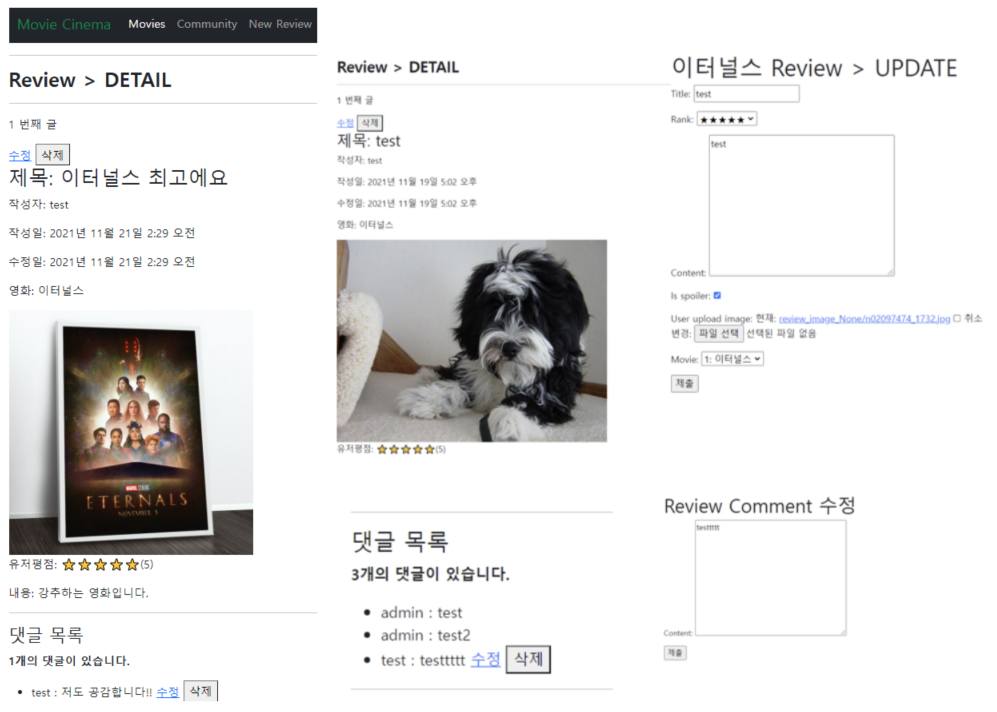 Movie Cinema Movies Community New Review
Review > DETAIL
1 번째 글
수정 삭제
제목: 이터널스 최고에요
작성자: test
작성일: 2021년 11월 21일 2:29 오전
수정일: 2021년 11월 21일 2:29 오전
영화: 이터널스
MARVEL STUDIOS
ETERNALS
NOVEMBER 5
유저평점: ⭐⭐⭐⭐⭐(5)
내용: 강추하는 영화입니다.
댓글 목록
1개의 댓글이 있습니다.
• test : 저도 공감합니다!! 수정 삭제
Review > DETAIL
1 번째 글
수정 삭제
제목: test
작성자: test
작성일: 2021년 11월 19일 5:02 오후
수정일: 2021년 11월 19일 5:02 오후
영화: 이터널스
유저평점: ⭐⭐⭐⭐⭐(5)
댓글 목록
3개의 댓글이 있습니다.
• admin : test
• admin : test2
• test : testtttt 수정 삭제
이터널스 Review > UPDATE
Title: test
Rank: ★★★★★
test
Content:
Is spoiler:
User upload image: 현재: review_image_None/n02097474_1732.jpg 취소
변경: 파일 선택 선택된 파일 없음
Movie: 1: 이터널스
제출
Review Comment 수정
testtttt
Content:
제출